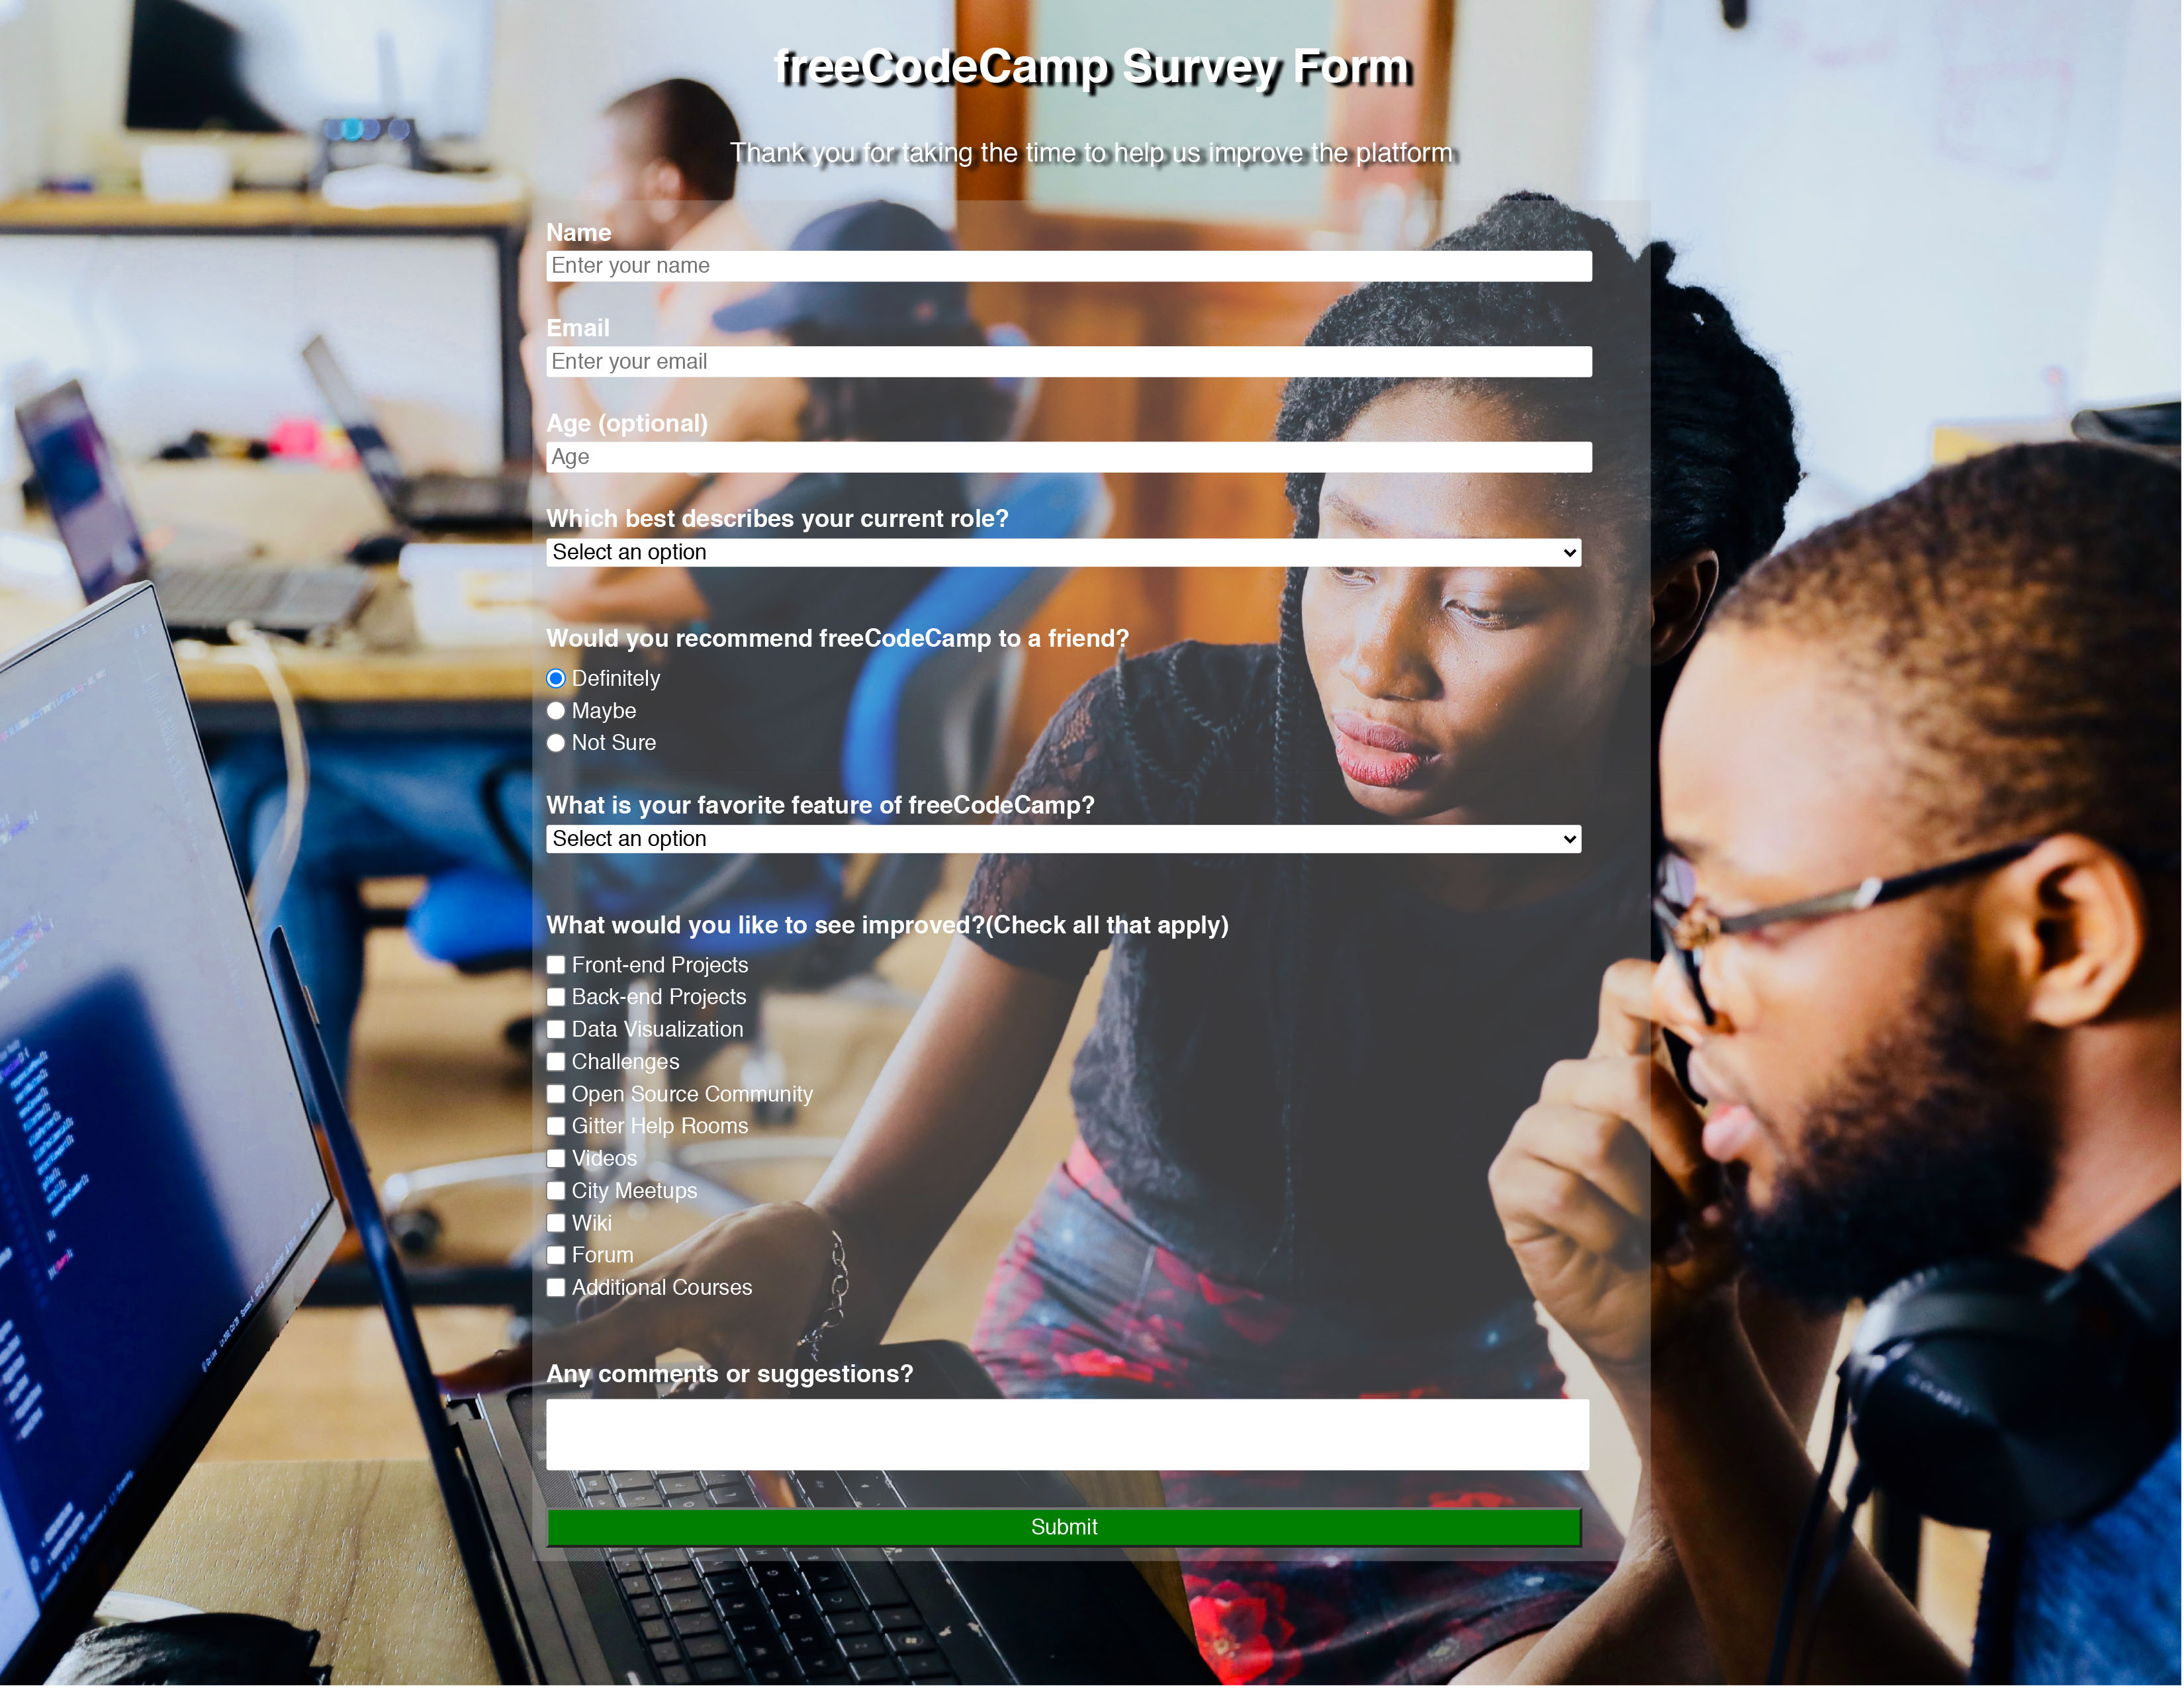 freeCodeCamp Survey Form
Thank you for taking the time to help us improve the platform
Name
Enter your name
Email
Enter your email
Age (optional)
Age
Which best describes your current role?
Select an option
Would you recommend freeCodeCamp to a friend?
Definitely
Maybe
Not Sure
What is your favorite feature of freeCodeCamp?
Select an option
What would you like to see improved?(Check all that apply)
Front-end Projects
Back-end Projects
Data Visualization
Challenges
Open Source Community
Gitter Help Rooms
Videos
City Meetups
Wiki
Forum
Additional Courses
Any comments or suggestions?
Submit